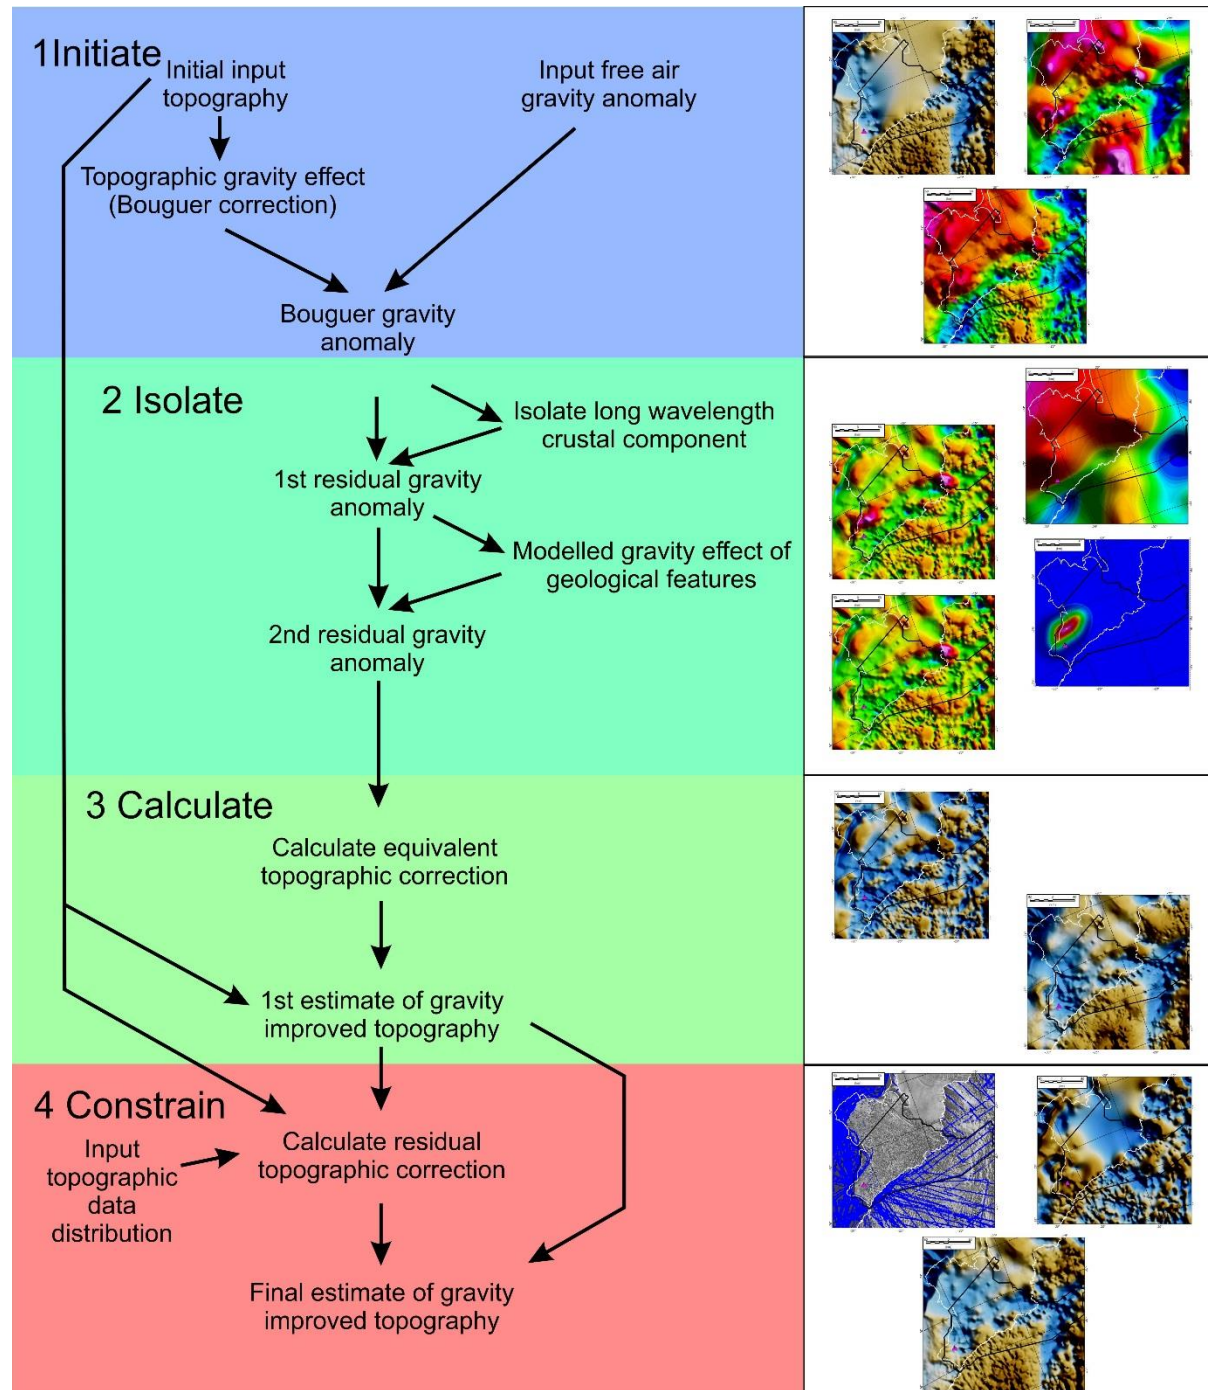 1Initiate
Initial input
topography
Input free air
gravity anomaly
Topographic gravity effect
(Bouguer correction)
Bouguer gravity
anomaly
2 Isolate
Isolate long wavelength
crustal component
1st residual gravity
anomaly
Modelled gravity effect of
geological features
2nd residual gravity
anomaly
3 Calculate
Calculate equivalent
topographic correction
1st estimate of gravity
improved topography
4 Constrain
Input
topographic
data
distribution
Calculate residual
topographic correction
Final estimate of gravity
improved topography